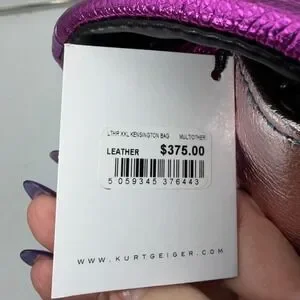 LTHR XXL KENSINGTON BAG MULTI/OTHER
LEATHER $375.00
5 059345 376443
WWW.KURTGEIGER.COM